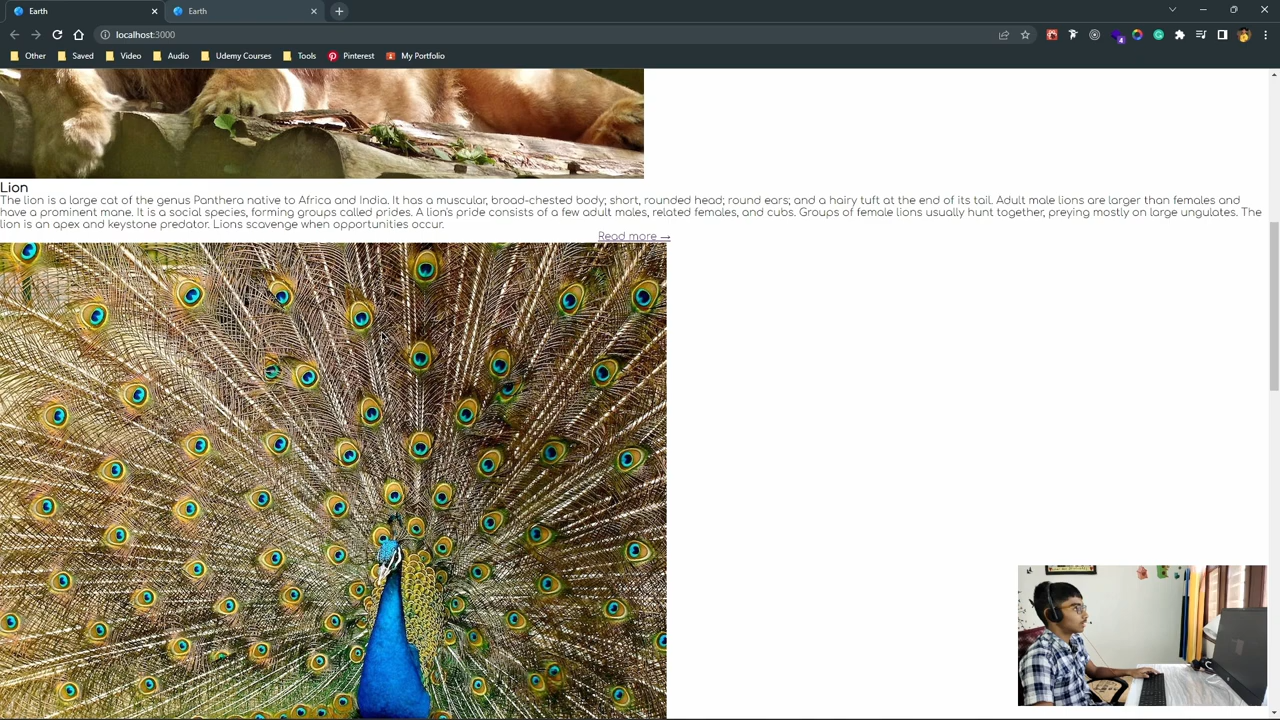 Earth
Earth
localhost:3000
Other
Saved
Video
Audio
Udemy Courses
Tools
Pinterest
My Portfolio
Lion
The lion is a large cat of the genus Panthera native to Africa and India. It has a muscular, broad-chested body; short, rounded head; round ears; and a hairy tuft at the end of its tail. Adult male lions are larger than females and
have a prominent mane. It is a social species, forming groups called prides. A lion's pride consists of a few adult males, related females, and cubs. Groups of female lions usually hunt together, preying mostly on large ungulates. The
lion is an apex and keystone predator. Lions scavenge when opportunities occur.
Read more →